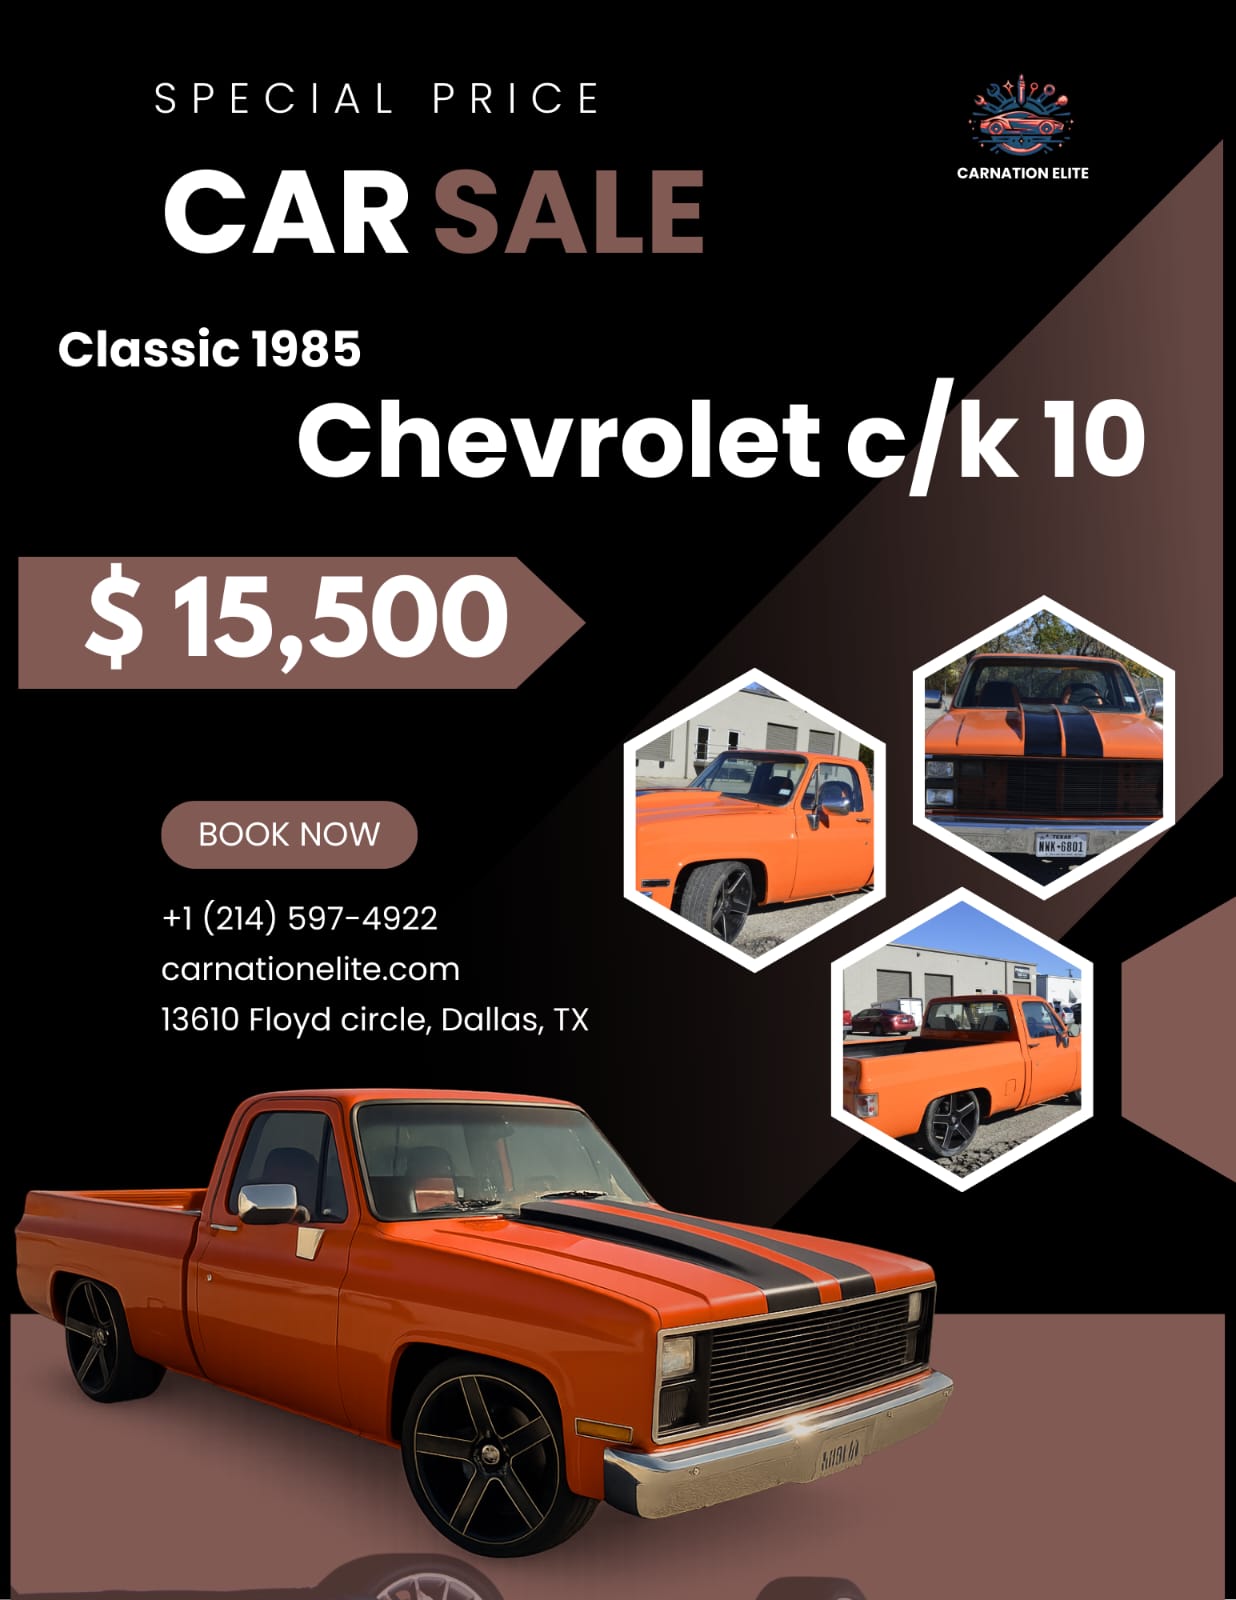 SPECIAL PRICE
CARNATION ELITE
CAR SALE
Classic 1985
Chevrolet c/k 10
$ 15,500
BOOK NOW
+1 (214) 597-4922
carnationelite.com
13610 Floyd circle, Dallas, TX
TEXAS
NWK-6801